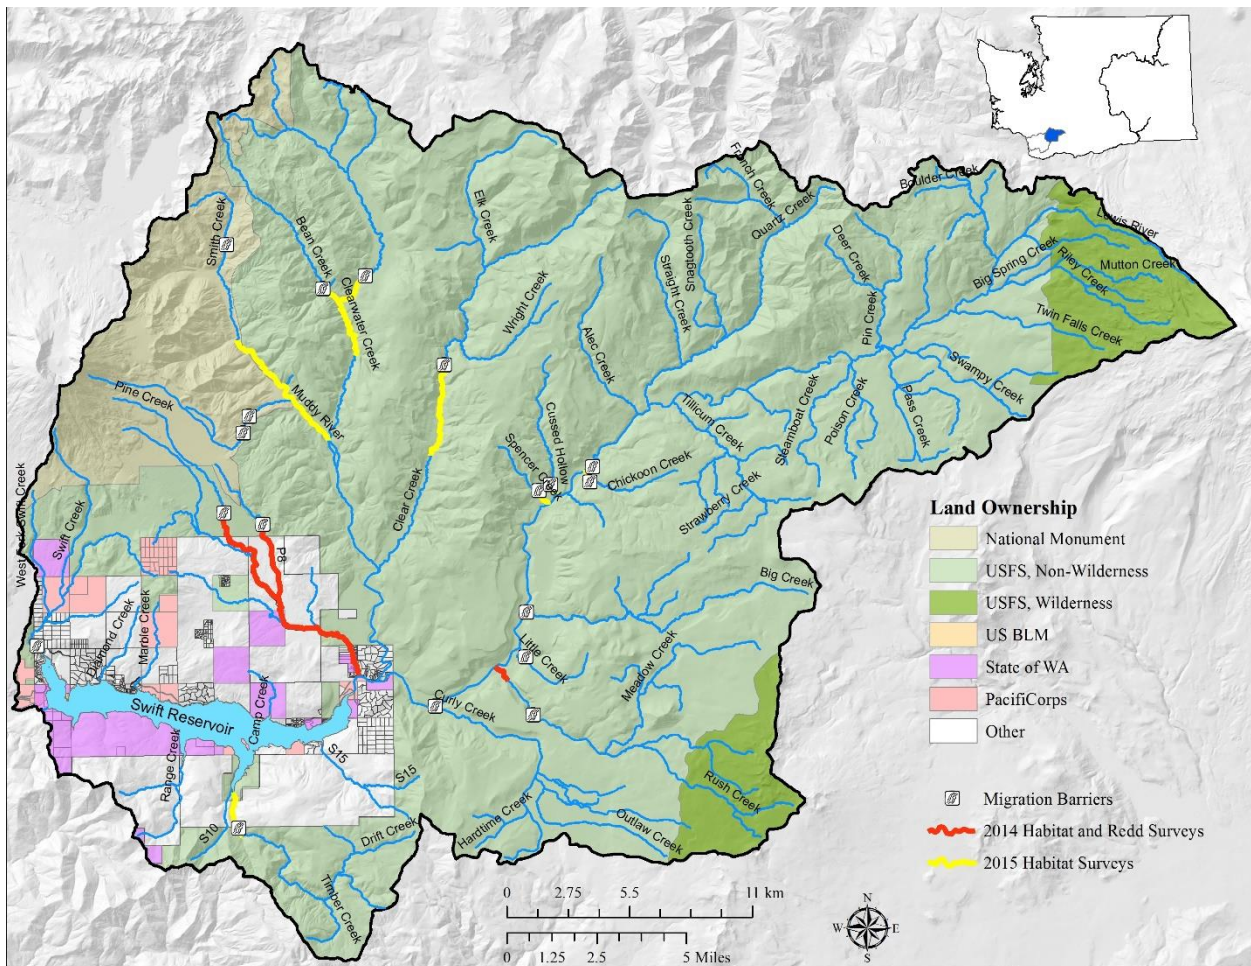 French Creek
Boulder Creek
Elk Creek
Snagtooth Creek
Quartz Creek
Lewis River
Smith Creek
Bean Creek
Straight Creek
Deer Creek
Big Spring Creek
Riley Creek
Mutton Creek
Clearwater Creek
Wright Creek
Alec Creek
Pin Creek
Twin Falls Creek
Swampy Creek
Pine Creek
Muddy River
Cussed Hollow
Tillicum Creek
Steamboat Creek
Poison Creek
Pass Creek
Spencer Creek
Chickoon Creek
Clear Creek
Strawberry Creek
West Fork Swift Creek
Swift Creek
P8
Big Creek
Diamond Creek
Marble Creek
Little Creek
Meadow Creek
Swift Reservoir
Camp Creek
Curly Creek
Range Creek
S15
S15
Rush Creek
S10
Drift Creek
Hardtime Creek
Outlaw Creek
Timber Creek
Land Ownership
National Monument
USFS, Non-Wilderness
USFS, Wilderness
US BLM
State of WA
PacifiCorps
Other
Migration Barriers
2014 Habitat and Redd Surveys
2015 Habitat Surveys
0 2.75 5.5 11 km
0 1.25 2.5 5 Miles
N
W E
S